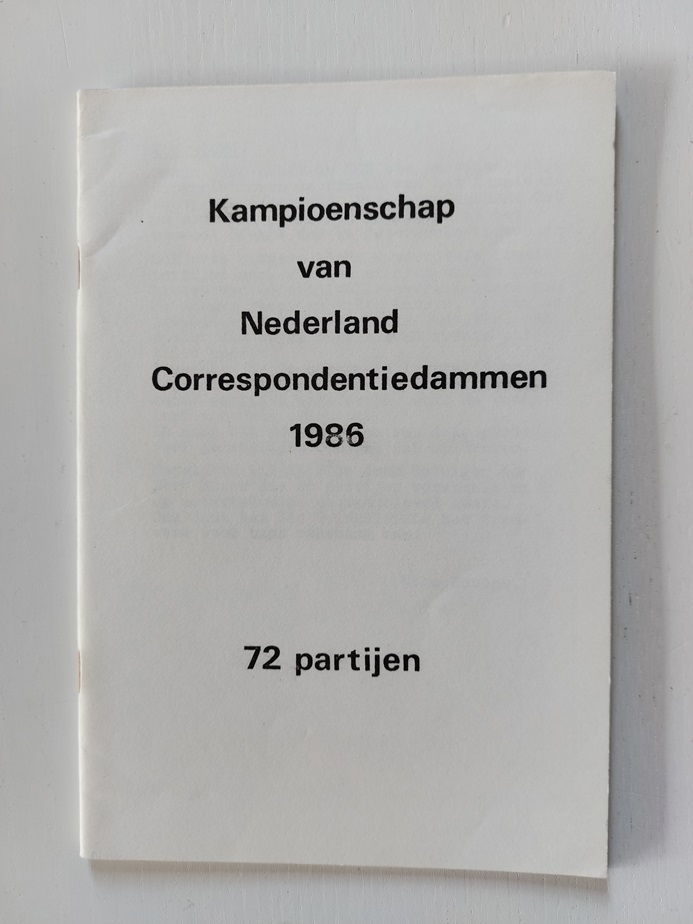 Kampioenschap
van
Nederland
Correspondentiedammen
1986
72 partijen